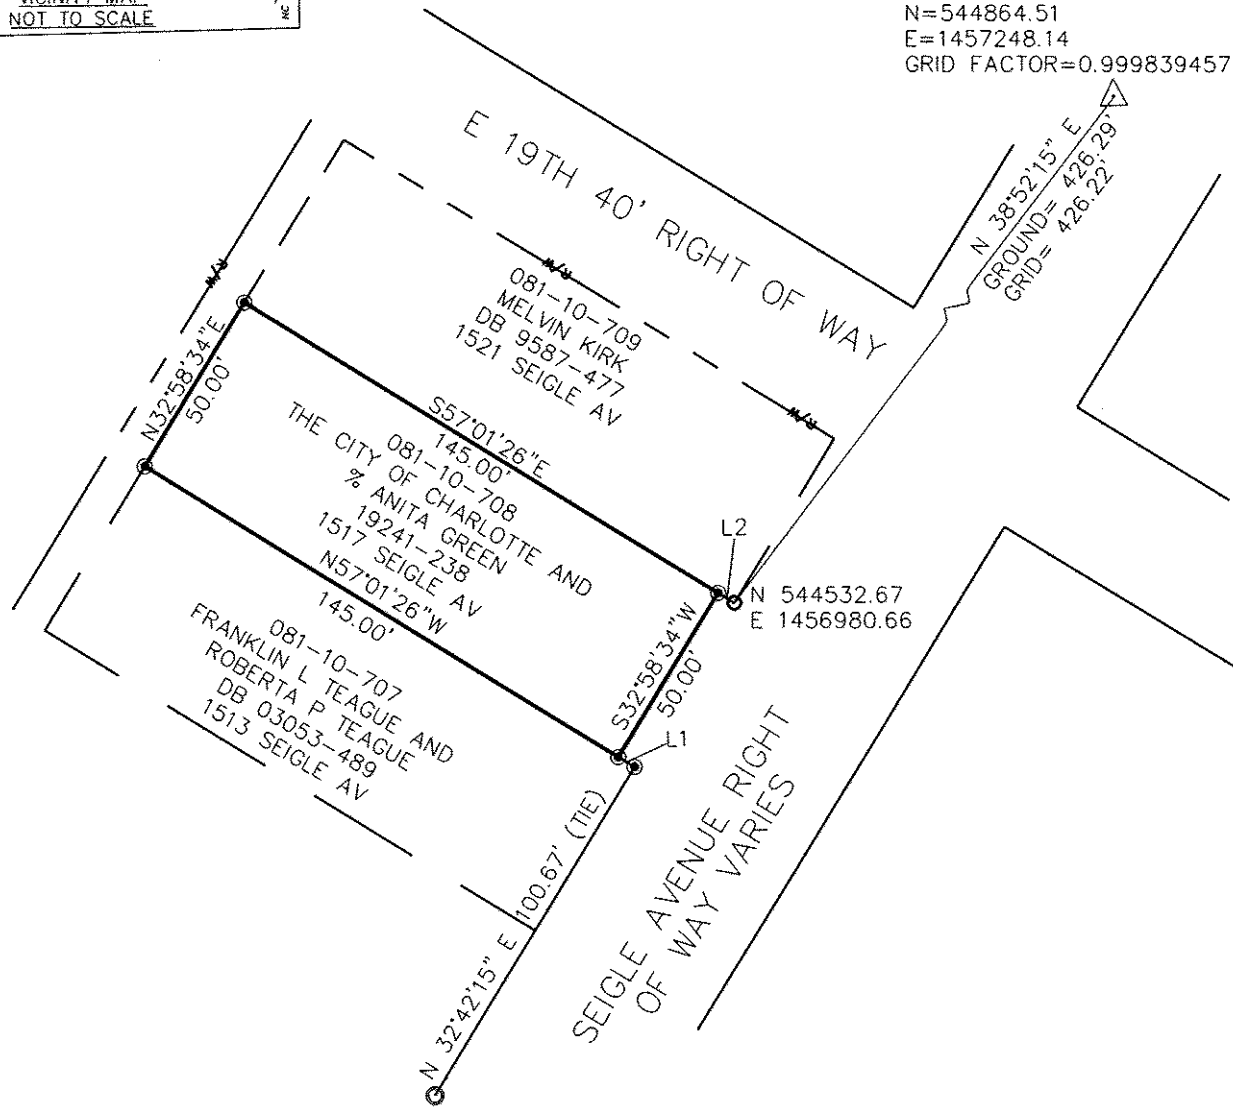 NOT TO SCALE
N=544864.51
E=1457248.14
GRID FACTOR=0.999839457
E 19TH 40' RIGHT OF WAY
N 38°52'15" E
GROUND= 426.29'
GRID= 426.22'
R/W
R/W
R/W
081-10-709
MELVIN KIRK
DB 9587-477
1521 SEIGLE AV
N32°58'34"E
50.00'
S57°01'26"E
145.00'
081-10-708
THE CITY OF CHARLOTTE AND
% ANITA GREEN
19241-238
1517 SEIGLE AV
N57°01'26"W
145.00'
L2
N 544532.67
E 1456980.66
S32°58'34"W
50.00'
L1
081-10-707
FRANKLIN L TEAGUE AND
ROBERTA P TEAGUE
DB 03053-489
1513 SEIGLE AV
N 32°42'15" E 100.67' (TIE)
SEIGLE AVENUE RIGHT
OF WAY VARIES